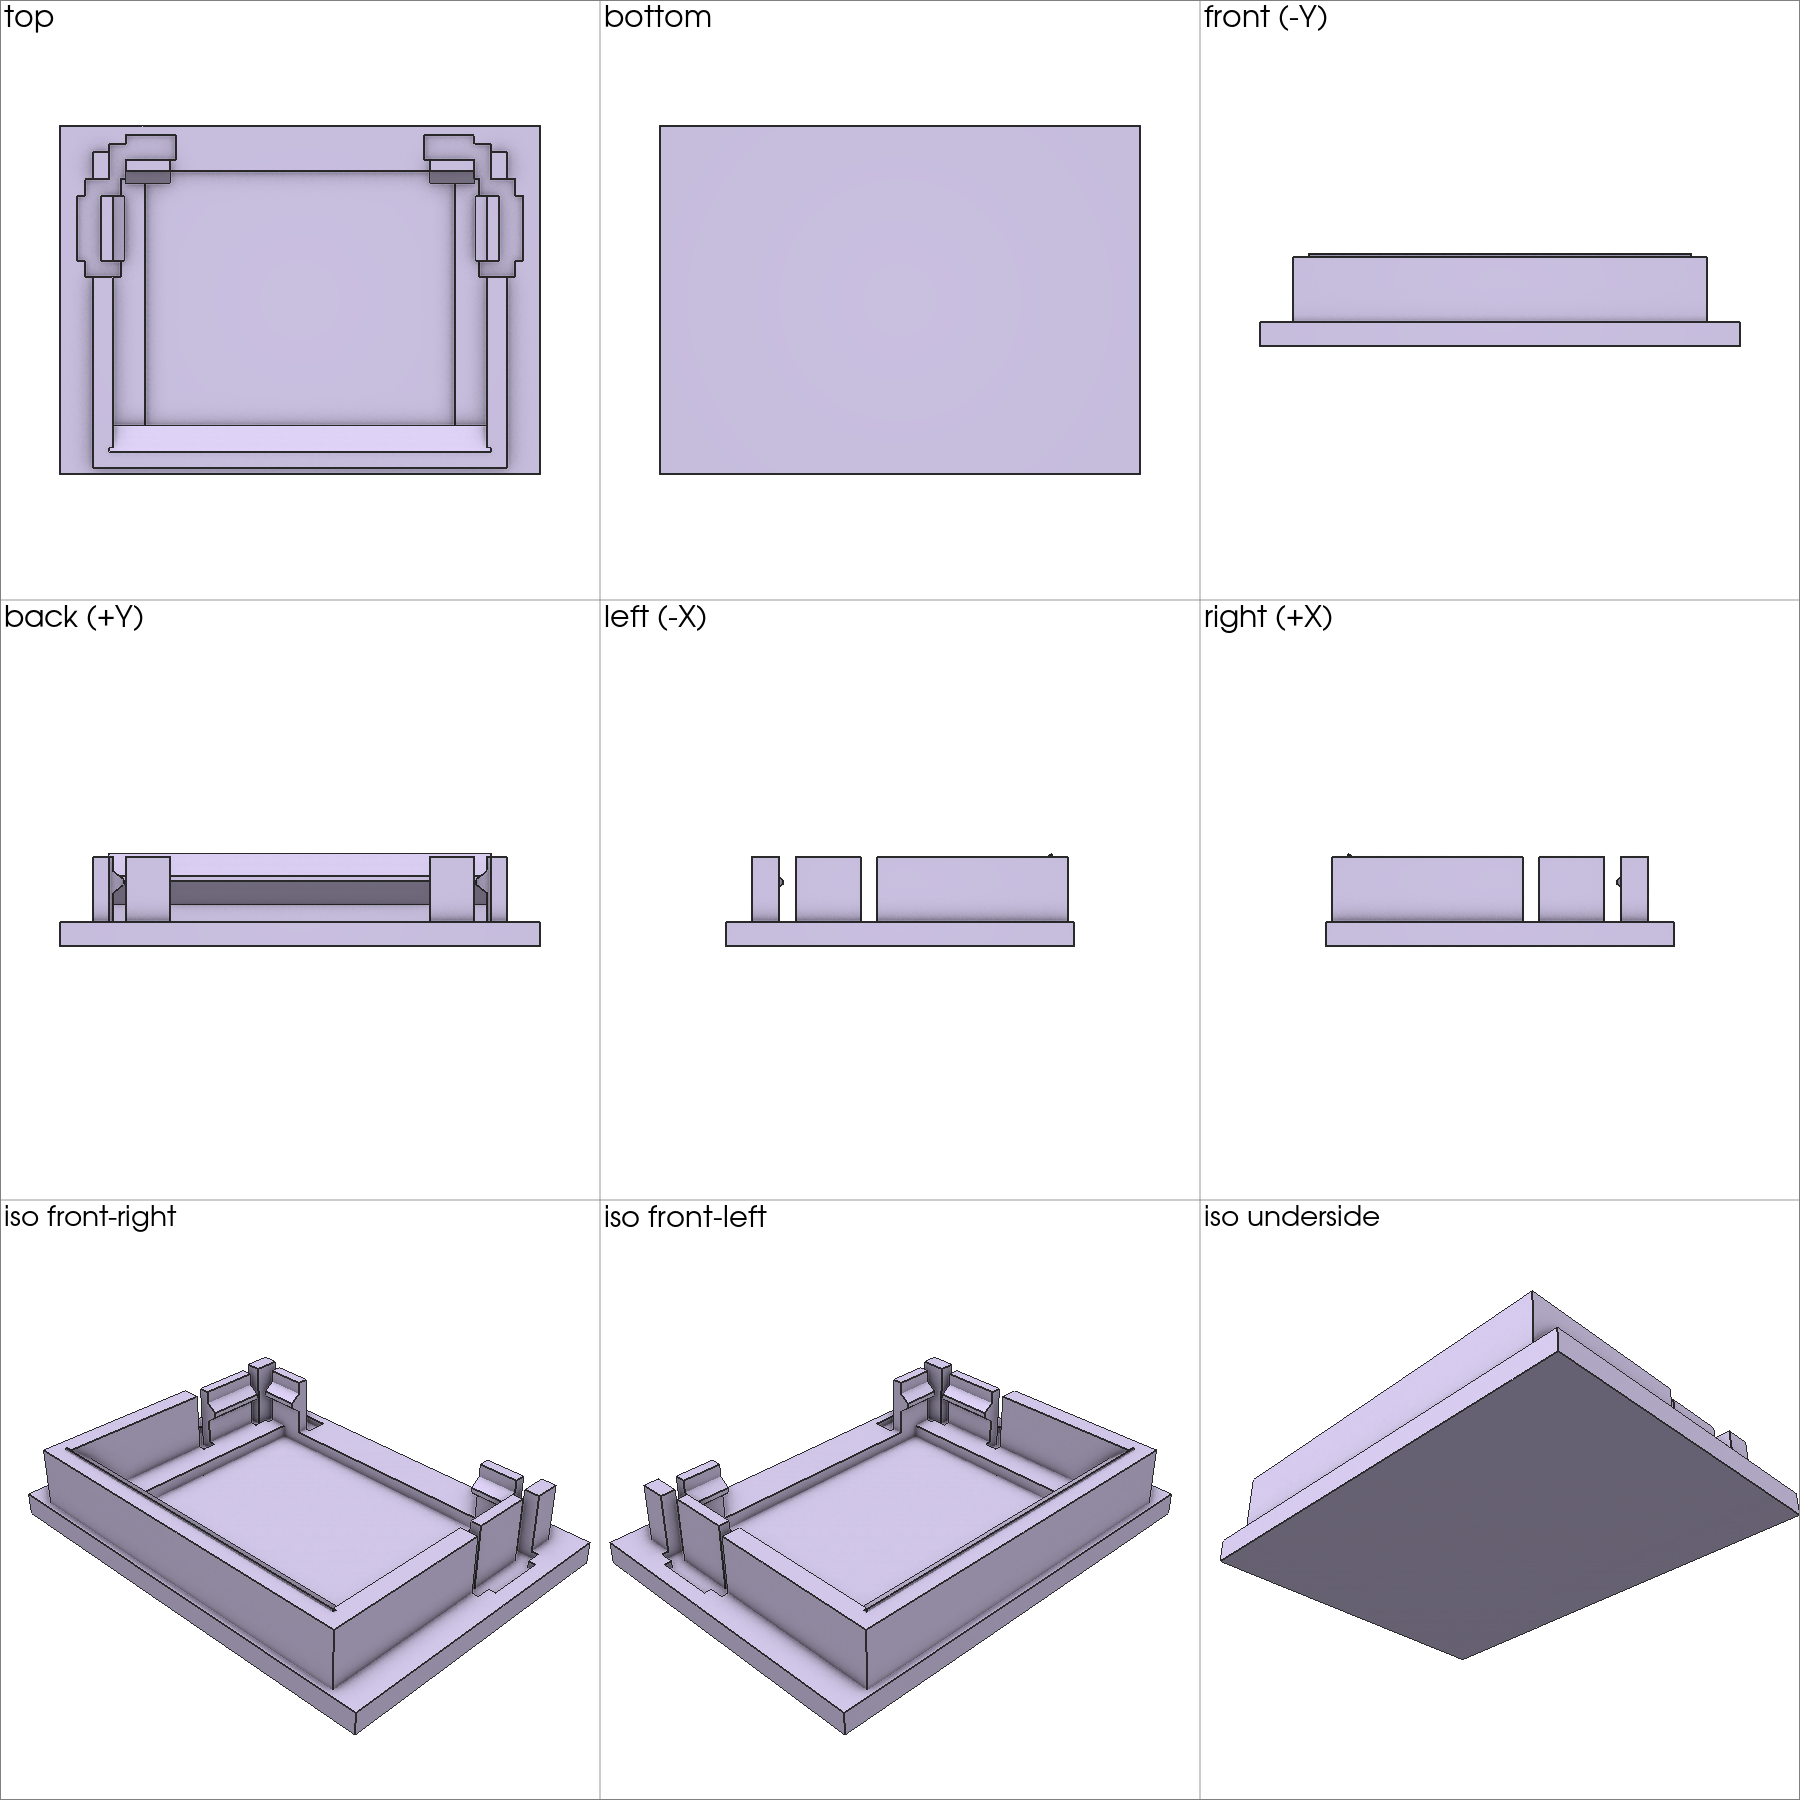 top
bottom
front (-Y)
back (+Y)
left (-X)
right (+X)
iso front-right
iso front-left
iso underside